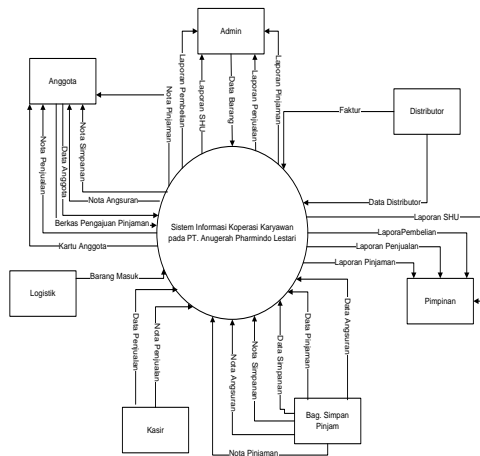 Admin
Laporan Pembelian
Laporan SHU
Data Barang
Laporan Penjualan
Laporan Pinjaman
Anggota
Nota Pinjaman
Nota Simpanan
Nota Angsuran
Data Anggota
Nota Penjualan
Berkas Pengajuan Pinjaman
Kartu Anggota
Distributor
Faktur
Data Distributor
Sistem Informasi Koperasi Karyawan
pada PT. Anugerah Pharmindo Lestari
Laporan SHU
LaporaPembelian
Laporan Penjualan
Laporan Pinjaman
Pimpinan
Logistik
Barang Masuk
Data Penjualan
Nota Penjualan
Kasir
Nota Angsuran
Nota Simpanan
Data Simpanan
Data Pinjaman
Data Angsuran
Bag. Simpan
Pinjam
Nota Pinjaman